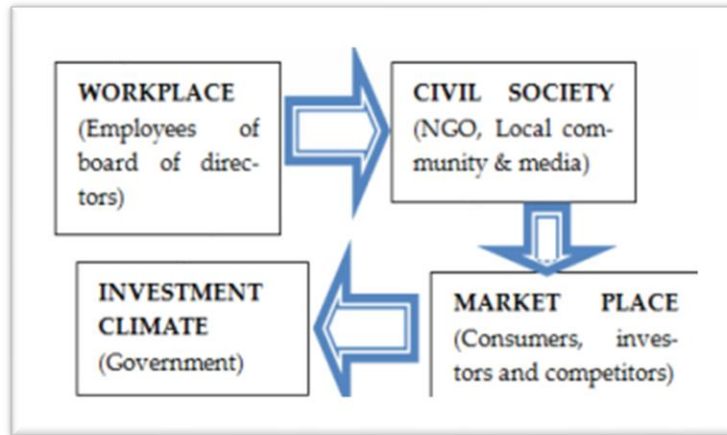 WORKPLACE
(Employees of
board of direc-
tors)
CIVIL SOCIETY
(NGO, Local com-
munity & media)
INVESTMENT
CLIMATE
(Government)
MARKET PLACE
(Consumers, inves-
tors and competitors)